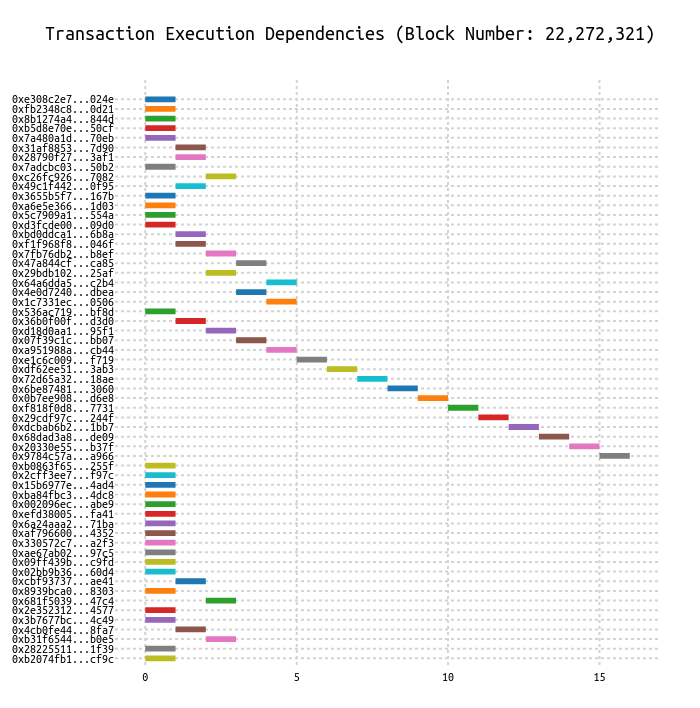 Transaction Execution Dependencies (Block Number: 22,272,321)
0xe308c2e7...024e
0xfb2348c8...0d21
0x8b1274a4...844d
0xb5d8e70e...50cf
0x7a480a1d...70eb
0x31af8853...7d90
0x28790f27...3af1
0x7adcbc03...50b2
0xc26fc926...7082
0x49c1f442...0f95
0x3655b5f7...167b
0xa6e5e366...1d03
0x5c7909a1...554a
0xd3fcde00...09d0
0xbd0ddca1...6b8a
0xf1f968f8...046f
0x7fb76db2...b8ef
0x47a844cf...ca85
0x29bdb102...25af
0x64a6dda5...c2b4
0x4e0d7240...dbea
0x1c7331ec...0506
0x536ac719...bf8d
0x36b0f00f...d3d0
0xd18d0aa1...95f1
0x07f39c1c...bb07
0xa951988a...cb44
0xe1c6c009...f719
0xdf62ee51...3ab3
0x72d65a32...18ae
0x6be87481...3060
0x0b7ee908...d6e8
0xf818f0d8...7731
0x29cdf97c...244f
0xdcbab6b2...1bb7
0x68dad3a8...de09
0x20330e55...b37f
0x9784c57a...a966
0xb0863f65...255f
0x2cff3ee7...f97c
0x15b6977e...4ad4
0xba84fbc3...4dc8
0x002096ec...abe9
0xefd38005...fa41
0x6a24aaa2...71ba
0xaf796600...4352
0x330572c7...a2f3
0xae67ab02...97c5
0x09ff439b...c9fd
0x02bb9b36...60d4
0xcbf93737...ae41
0x8939bca0...8303
0x681f5039...47c4
0x2e352312...4577
0x3b7677bc...4c49
0x4cb0fe44...8fa7
0xb31f6544...b0e5
0x28225511...1f39
0xb2074fb1...cf9c
0 5 10 15